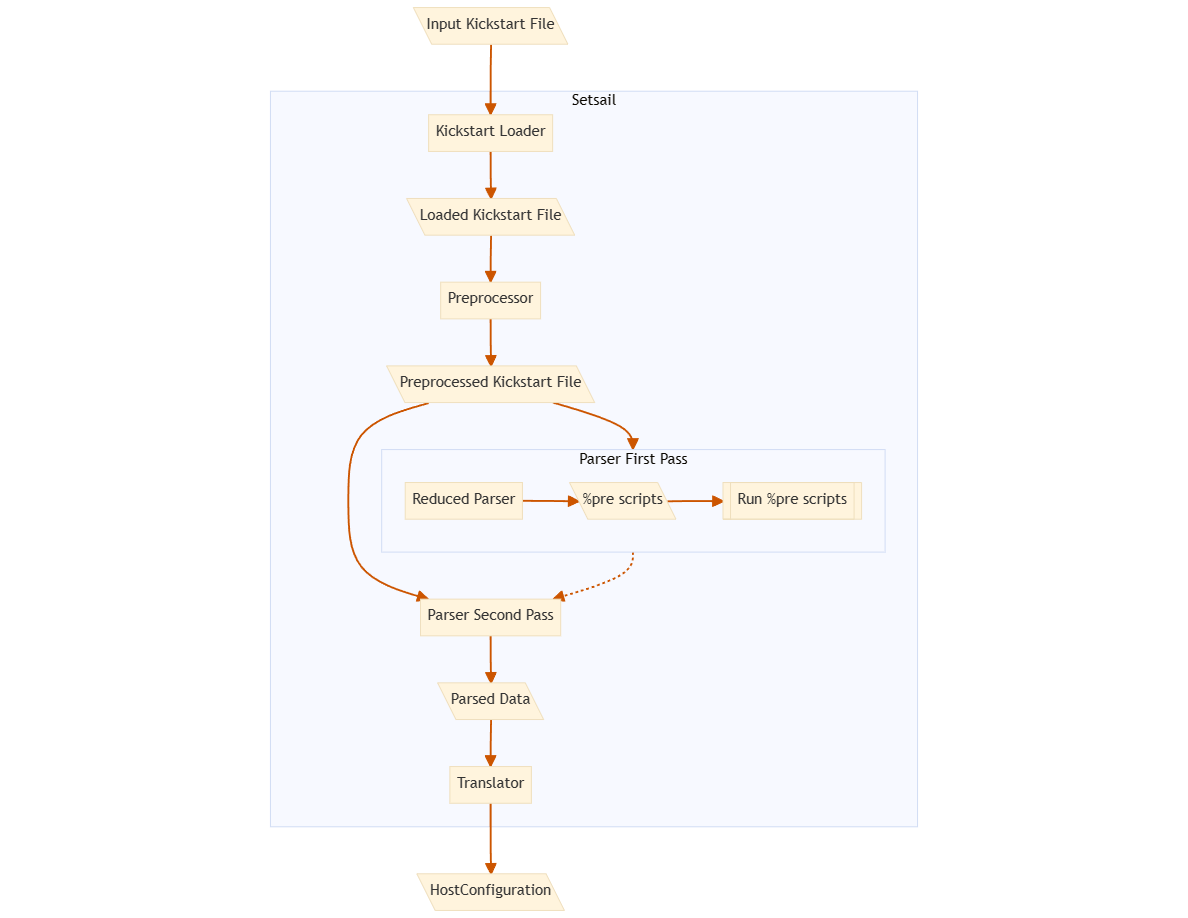 Input Kickstart File
Setsail
Kickstart Loader
Loaded Kickstart File
Preprocessor
Preprocessed Kickstart File
Parser First Pass
Reduced Parser
%pre scripts
Run %pre scripts
Parser Second Pass
Parsed Data
Translator
HostConfiguration